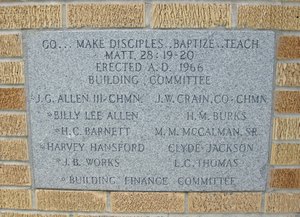 GO... MAKE DISCIPLES.. BAPTIZE.. TEACH
MATT. 28:19-20
ERECTED A.D. 1966
BUILDING COMMITTEE
J.G. ALLEN III-CHMN. J.W. CRAIN, CO-CHMN
*BILLY LEE ALLEN H.M. BURKS
*H.C. BARNETT M.M. MCCALMAN, SR.
*HARVEY HANSFORD CLYDE JACKSON
*J.B. WORKS L.C. THOMAS
* BUILDING FINANCE COMMITTEE